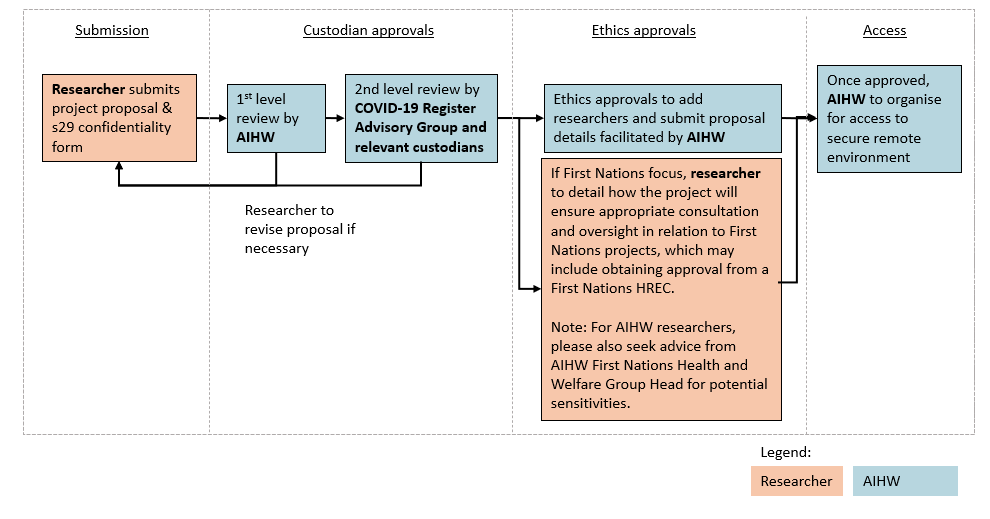 Submission
Custodian approvals
Ethics approvals
Access
Researcher submits
project proposal &
s29 confidentiality
form
1st level
review by
AIHW
2nd level review by
COVID-19 Register
Advisory Group and
relevant custodians
Researcher to
revise proposal if
necessary
Ethics approvals to add
researchers and submit proposal
details facilitated by AIHW
If First Nations focus, researcher
to detail how the project will
ensure appropriate consultation
and oversight in relation to First
Nations projects, which may
include obtaining approval from a
First Nations HREC.
Note: For AIHW researchers,
please also seek advice from
AIHW First Nations Health and
Welfare Group Head for potential
sensitivities.
Once approved,
AIHW to organise
for access to
secure remote
environment
Legend:
Researcher
AIHW